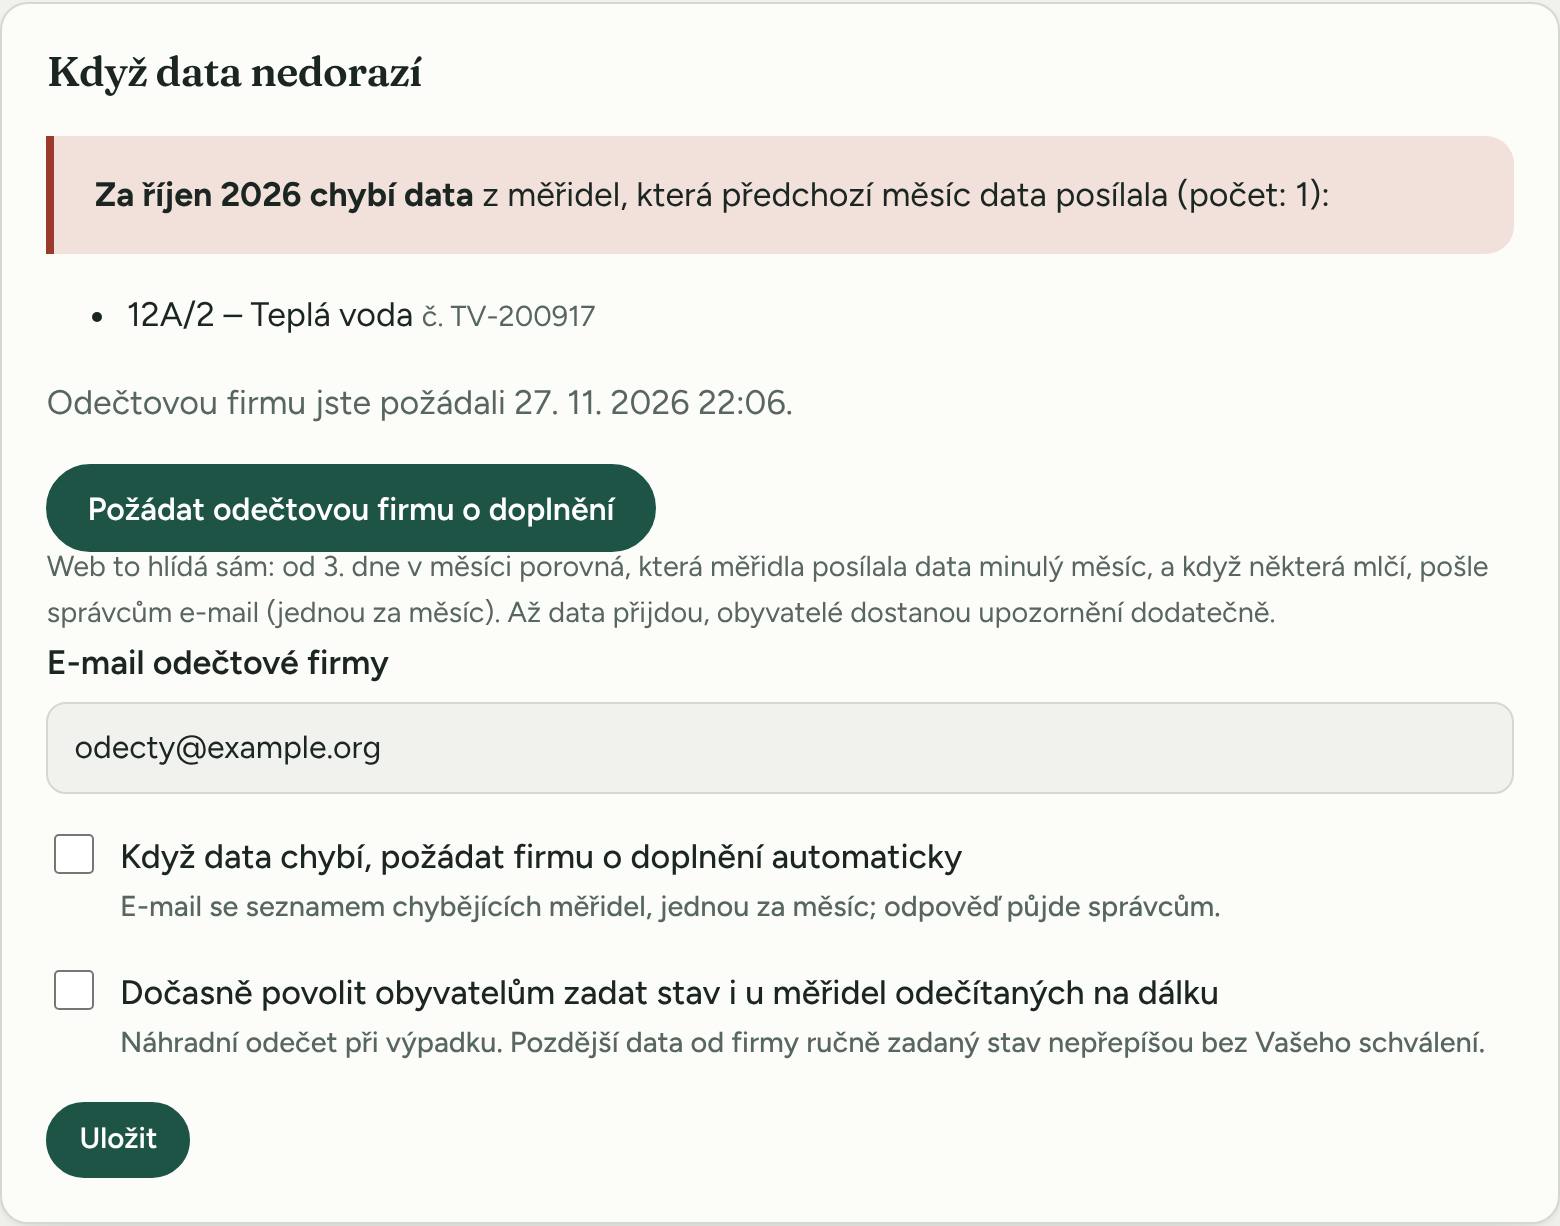 Když data nedorazí
Za říjen 2026 chybí data z měřidel, která předchozí měsíc data posílala (počet: 1):
• 12A/2 – Teplá voda č. TV-200917
Odečtovou firmu jste požádali 27. 11. 2026 22:06.
Požádat odečtovou firmu o doplnění
Web to hlídá sám: od 3. dne v měsíci porovná, která měřidla posílala data minulý měsíc, a když některá mlčí, pošle
správcům e-mail (jednou za měsíc). Až data přijdou, obyvatelé dostanou upozornění dodatečně.
E-mail odečtové firmy
odecty@example.org
Když data chybí, požádat firmu o doplnění automaticky
E-mail se seznamem chybějících měřidel, jednou za měsíc; odpověď půjde správcům.
Dočasně povolit obyvatelům zadat stav i u měřidel odečítaných na dálku
Náhradní odečet při výpadku. Pozdější data od firmy ručně zadaný stav nepřepíšou bez Vašeho schválení.
Uložit